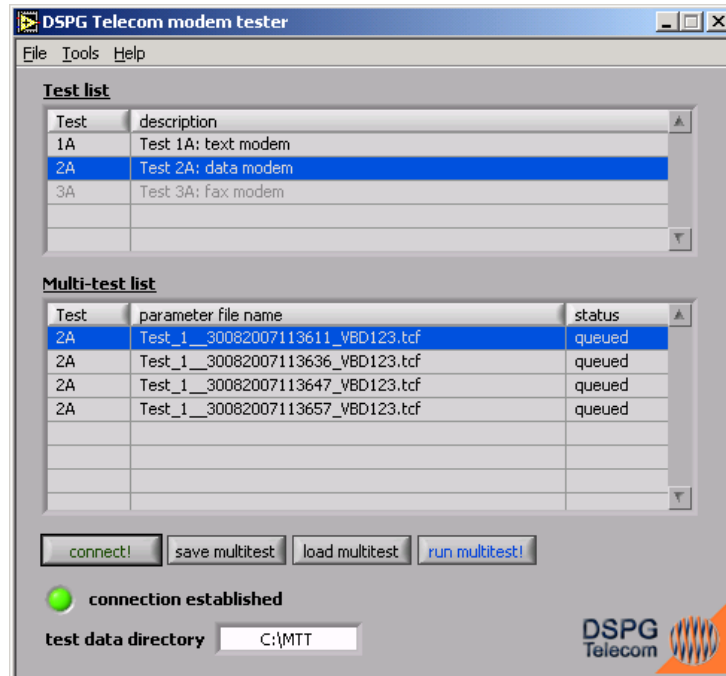 DSPG Telecom modem tester
File Tools Help
Test list
Test description
1A Test 1A: text modem
2A Test 2A: data modem
3A Test 3A: fax modem
Multi-test list
Test parameter file name status
2A Test_1__30082007113611_VBD123.tcf queued
2A Test_1__30082007113636_VBD123.tcf queued
2A Test_1__30082007113647_VBD123.tcf queued
2A Test_1__30082007113657_VBD123.tcf queued
connect! save multitest load multitest run multitest!
connection established
test data directory C:\MTT
DSPG
Telecom